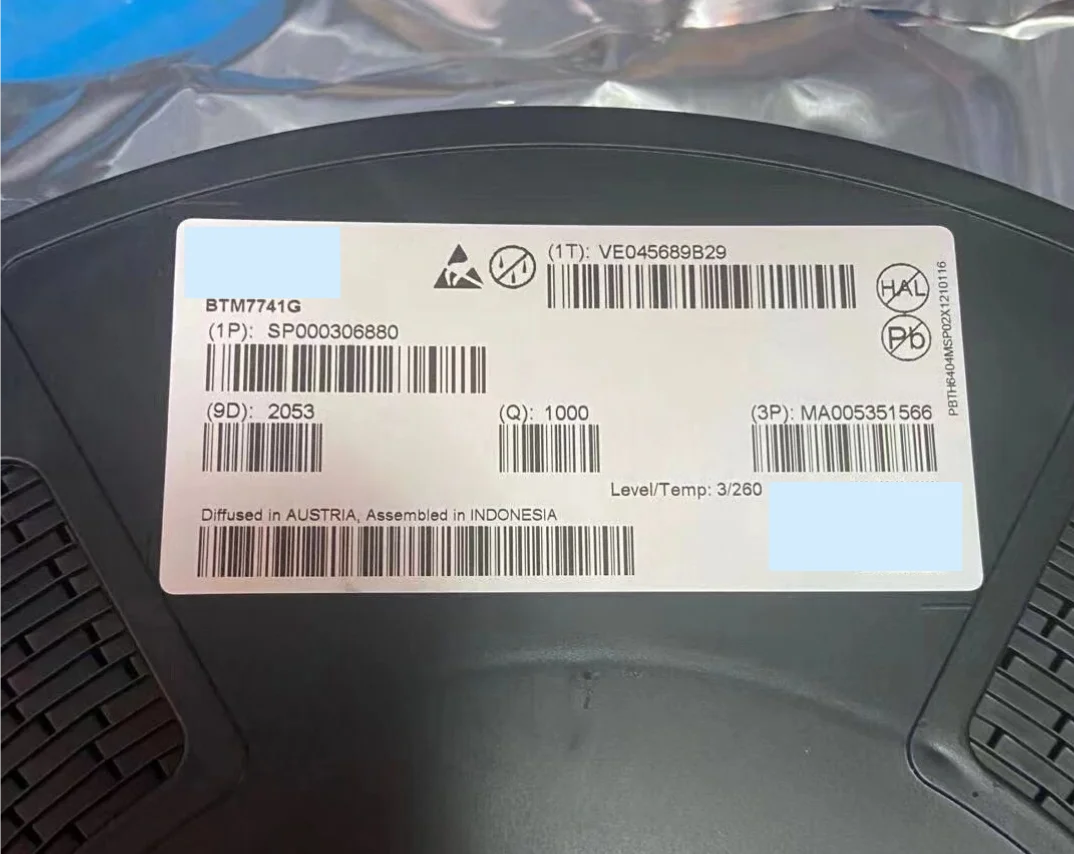 (1T): VE045689B29
BTM7741G
(1P): SP000306880
HAL
Pb
PBTH6404MSP02X1210116
(9D): 2053
(Q): 1000
(3P): MA005351566
Level/Temp: 3/260
Diffused in AUSTRIA, Assembled in INDONESIA